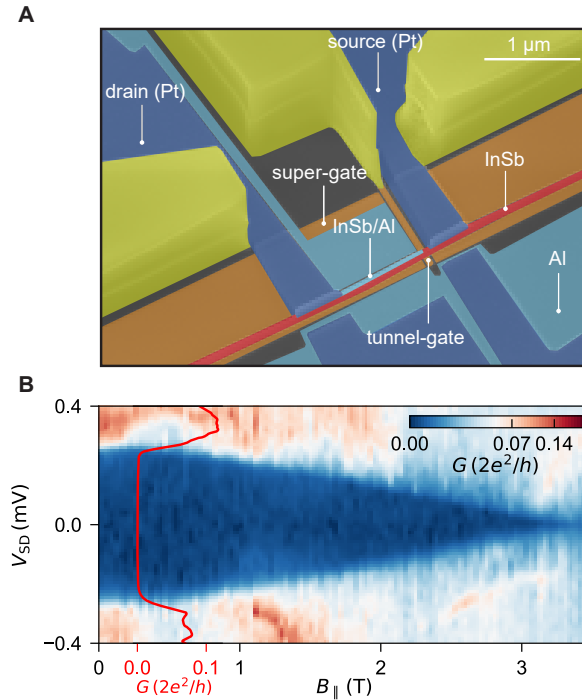 A
source (Pt)
1 µm
drain (Pt)
InSb
super-gate
InSb/Al
Al
tunnel-gate
B
0.4
0.00 0.07 0.14
G (2e²/h)
V_SD (mV)
0.0
−0.4
0 0.0 0.1 1 2 3
G (2e²/h) B_∥ (T)